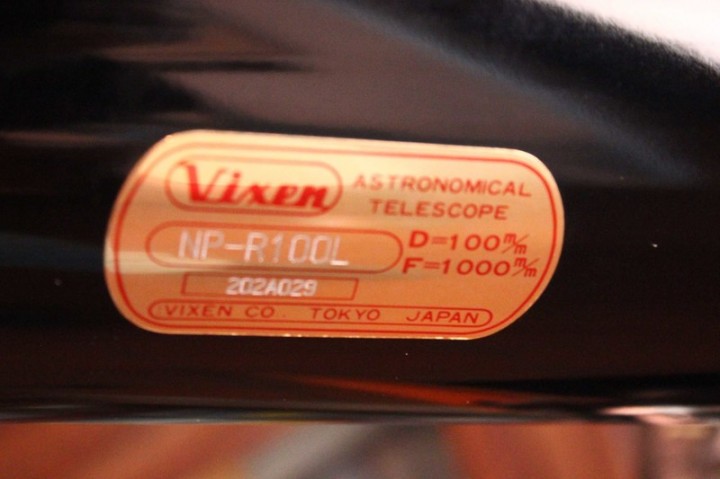 Vixen
ASTRONOMICAL
TELESCOPE
NP-R100L
D=100m/m
F=1000m/m
202A029
VIXEN CO. TOKYO JAPAN